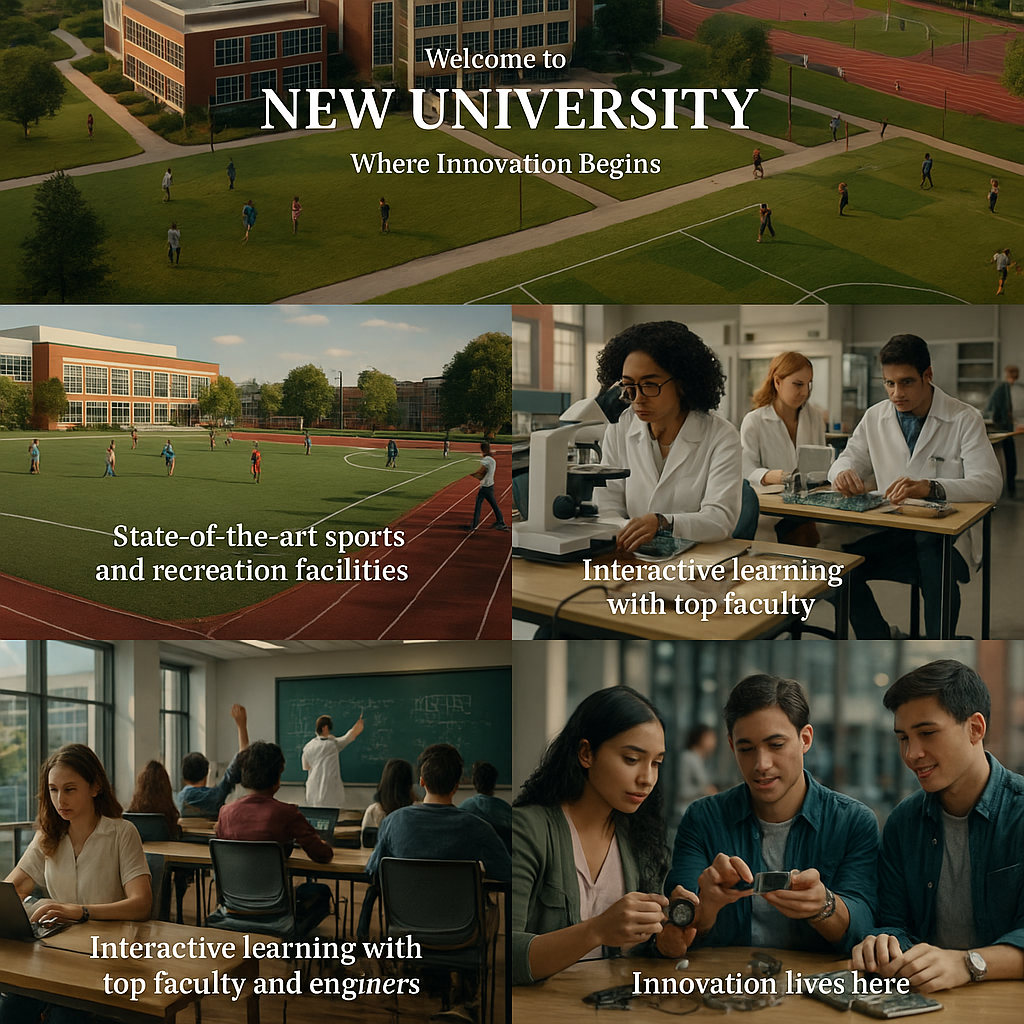 Welcome to
NEW UNIVERSITY
Where Innovation Begins
State-of-the-art sports
and recreation facilities
Interactive learning
with top faculty
Interactive learning with
top faculty and enginers
Innovation lives here